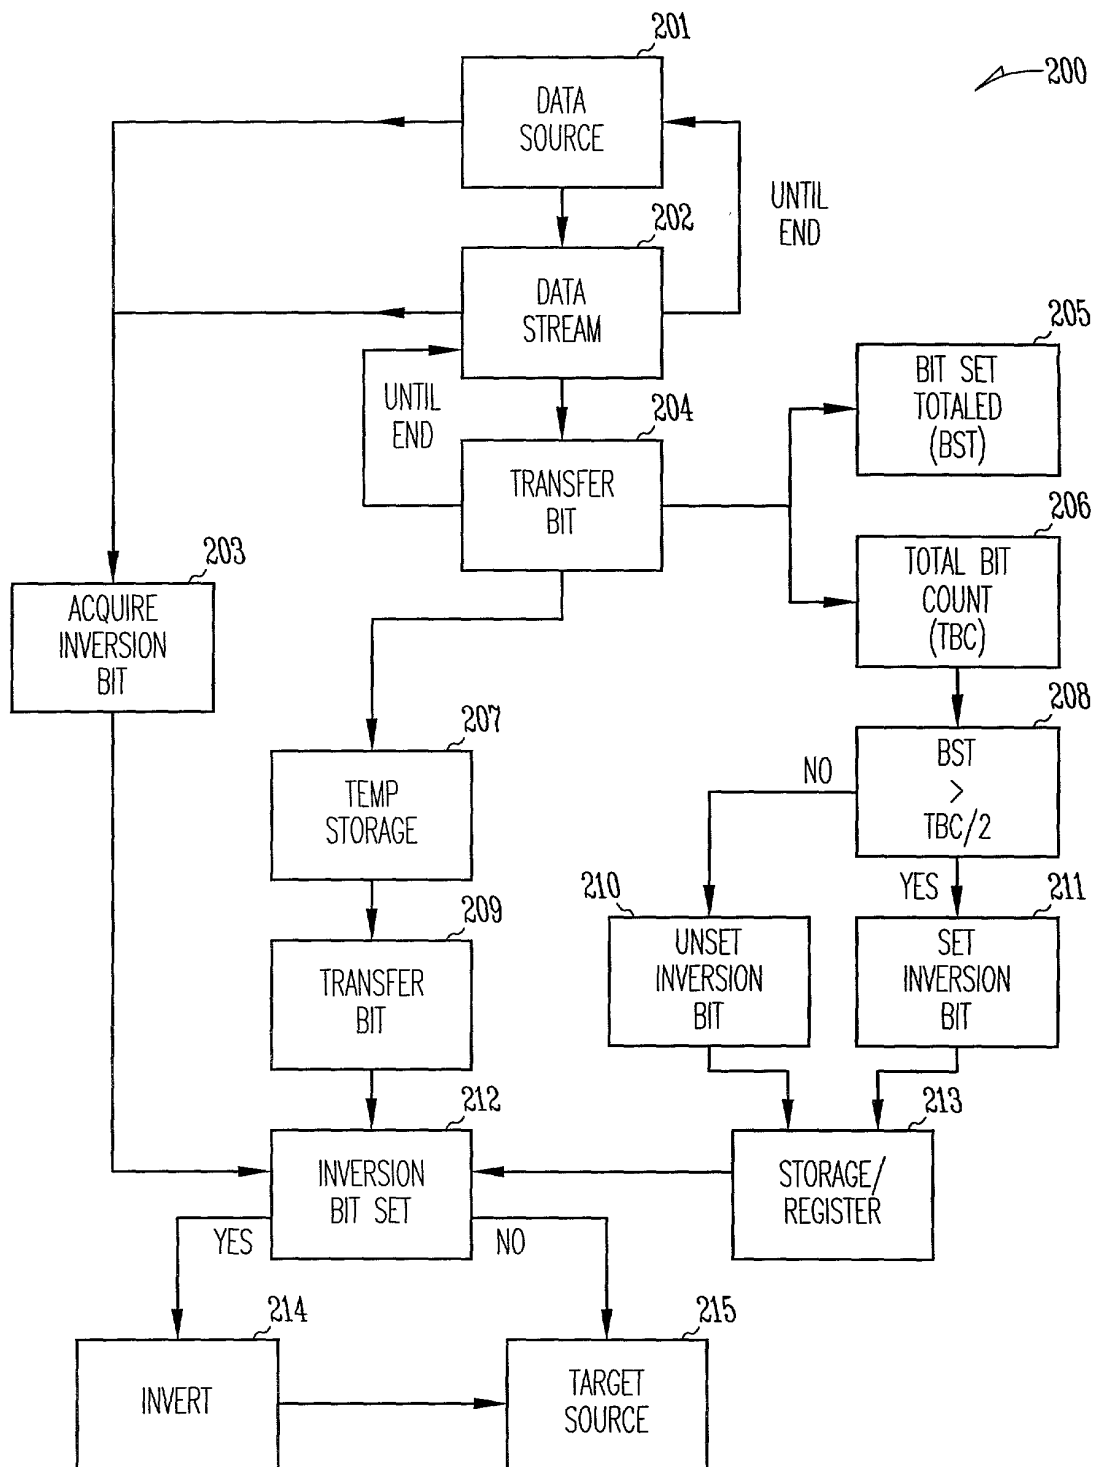 201
200
DATA
SOURCE
UNTIL
END
202
DATA
STREAM
205
BIT SET
TOTALED
(BST)
UNTIL
END
204
TRANSFER
BIT
206
TOTAL BIT
COUNT
(TBC)
203
ACQUIRE
INVERSION
BIT
207
TEMP
STORAGE
208
BST
>
TBC/2
NO
YES
209
TRANSFER
BIT
210
UNSET
INVERSION
BIT
211
SET
INVERSION
BIT
212
INVERSION
BIT SET
213
STORAGE/
REGISTER
YES
NO
214
INVERT
215
TARGET
SOURCE